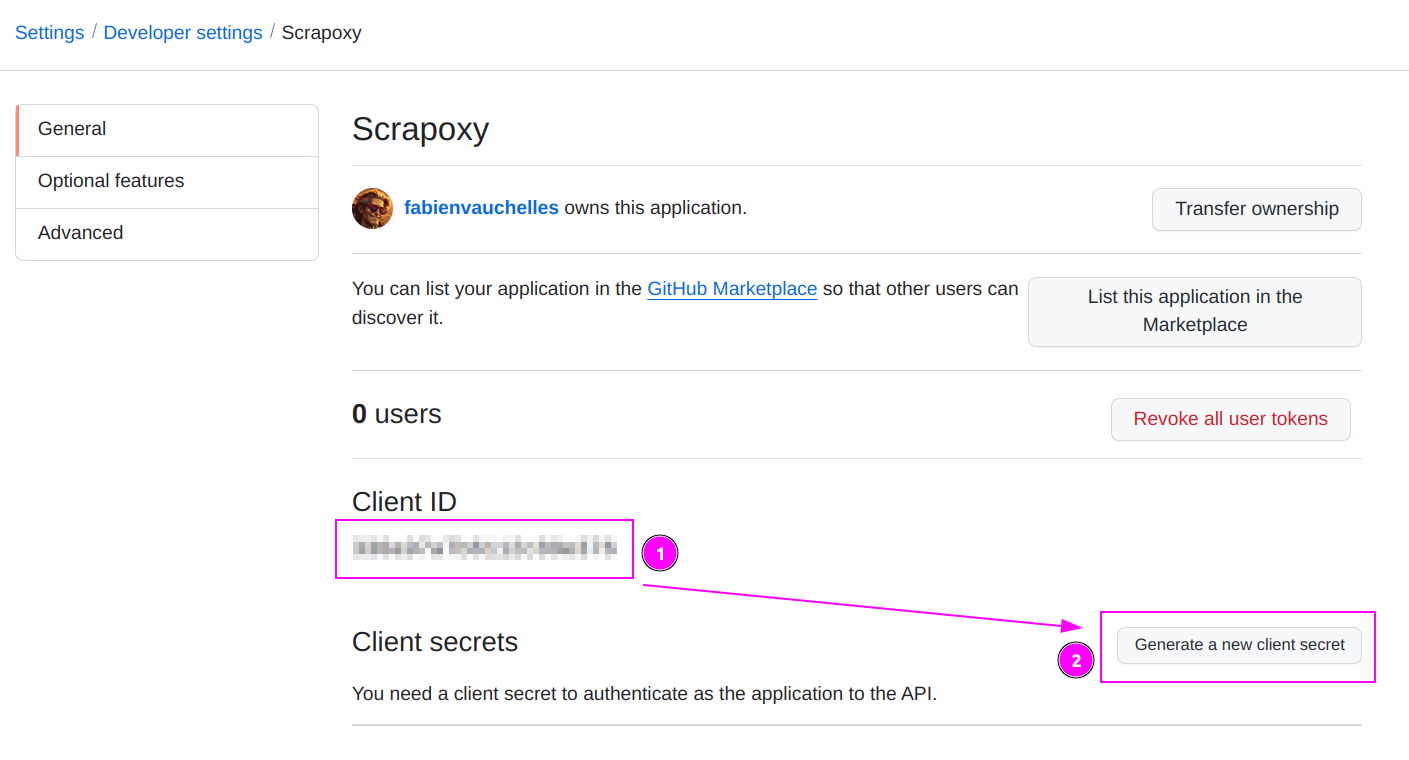 Settings / Developer settings / Scrapoxy
General
Optional features
Advanced
Scrapoxy
fabienvauchelles owns this application.
Transfer ownership
You can list your application in the GitHub Marketplace so that other users can
discover it.
List this application in the
Marketplace
0 users
Revoke all user tokens
Client ID
1
Client secrets
2
Generate a new client secret
You need a client secret to authenticate as the application to the API.